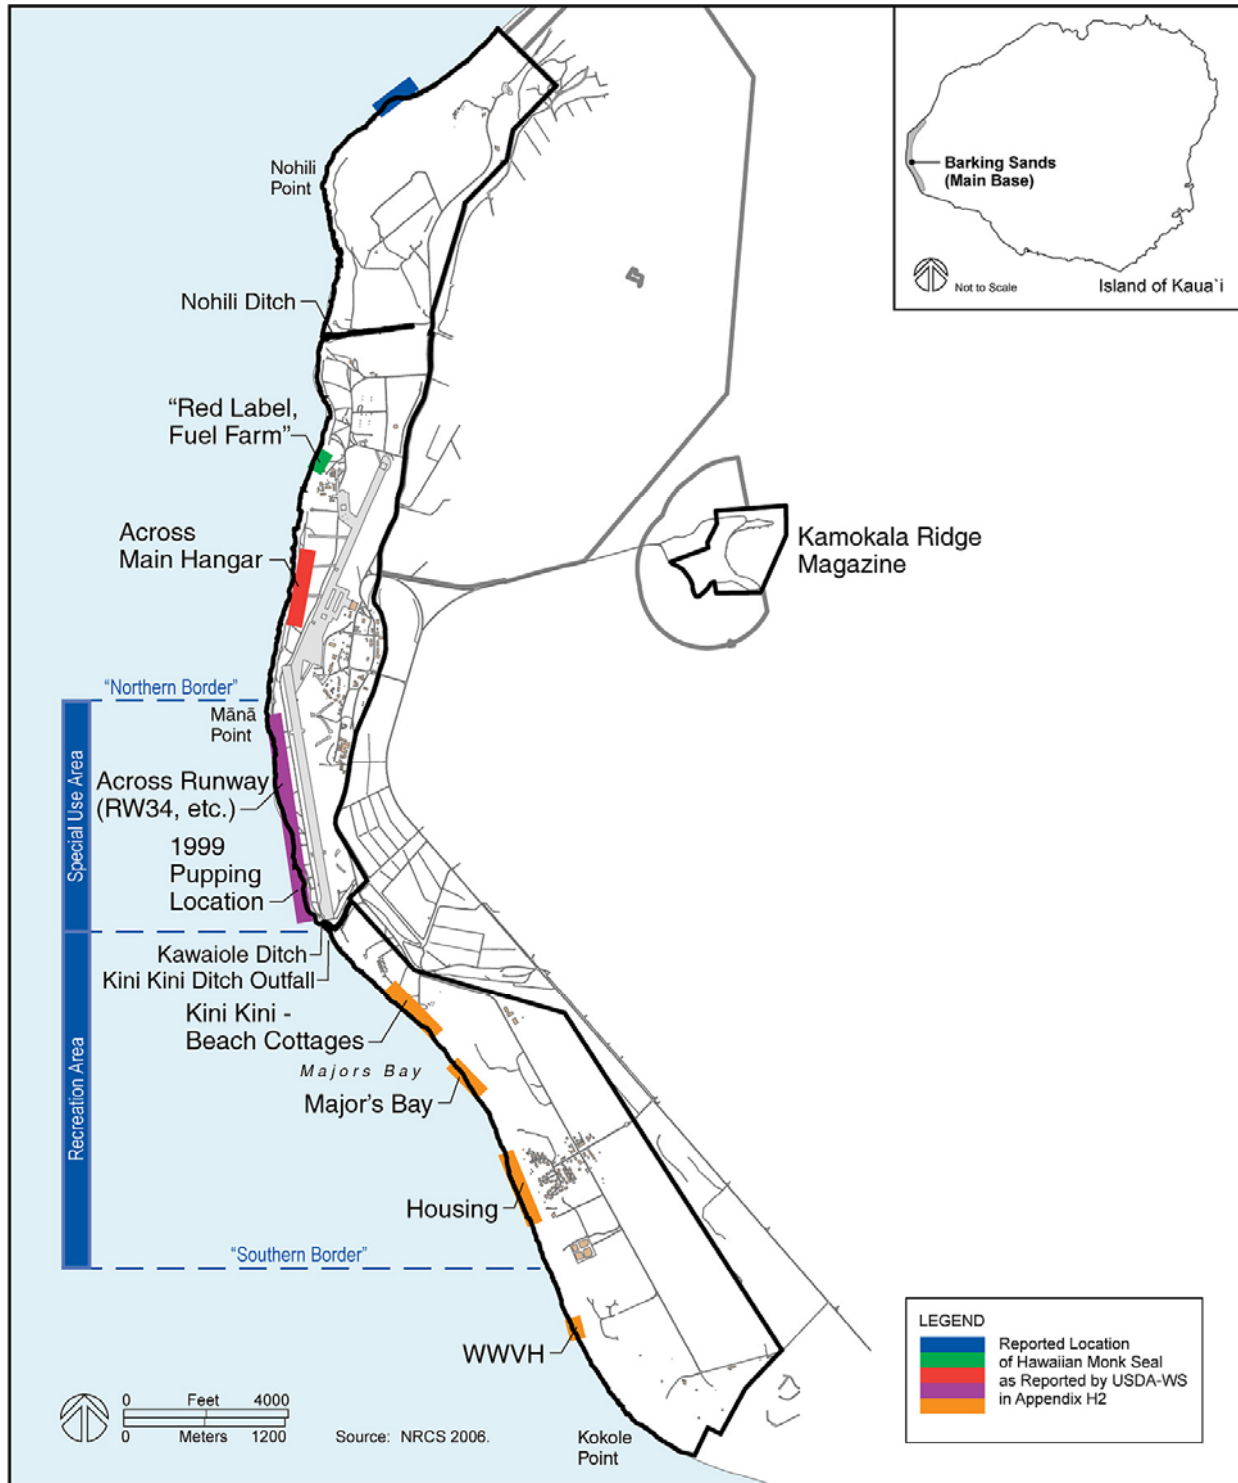 Barking Sands
(Main Base)
Not to Scale
Island of Kaua`i
Nohili
Point
Nohili Ditch
“Red Label,
Fuel Farm”
Across
Main Hangar
Kamokala Ridge
Magazine
“Northern Border”
Mānā
Point
Special Use Area
Across Runway
(RW34, etc.)
1999
Pupping
Location
Kawaiole Ditch
Kini Kini Ditch Outfall
Kini Kini -
Beach Cottages
Majors Bay
Major’s Bay
Recreation Area
Housing
“Southern Border”
WWVH
Kokole
Point
0 Feet 4000
0 Meters 1200
Source: NRCS 2006.
LEGEND
Reported Location
of Hawaiian Monk Seal
as Reported by USDA-WS
in Appendix H2